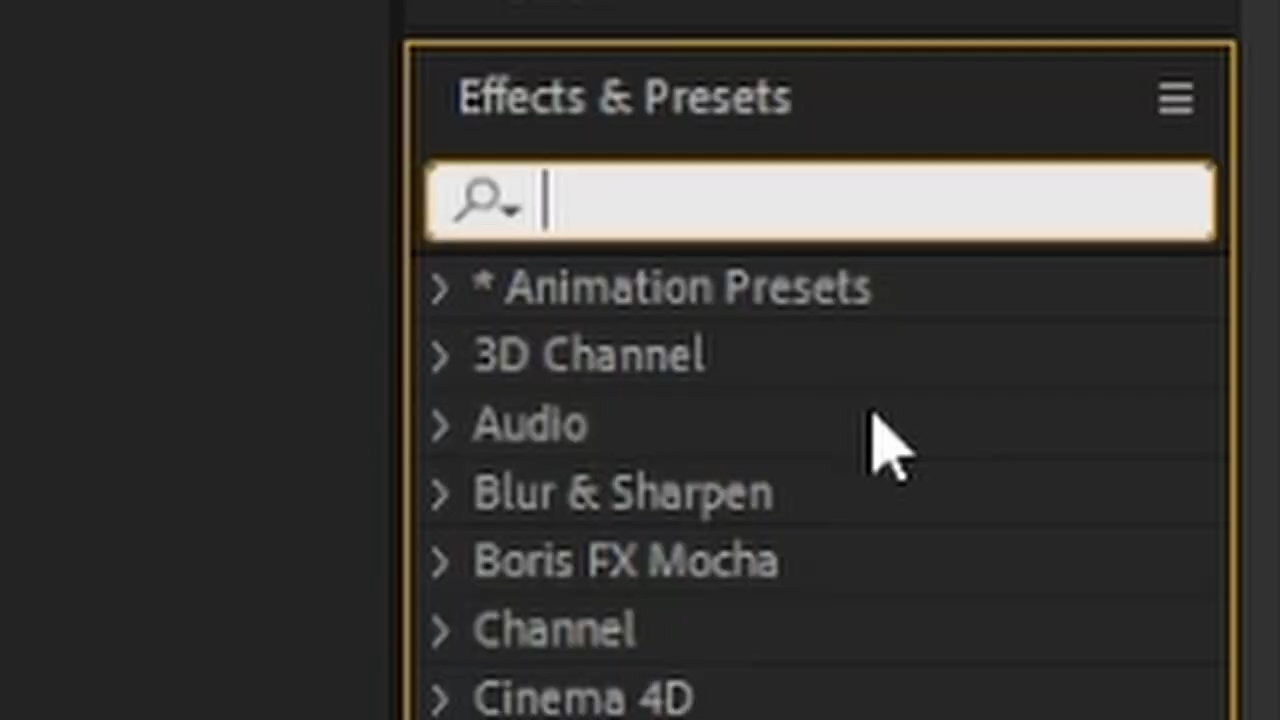 Effects & Presets
* Animation Presets
3D Channel
Audio
Blur & Sharpen
Boris FX Mocha
Channel
Cinema 4D